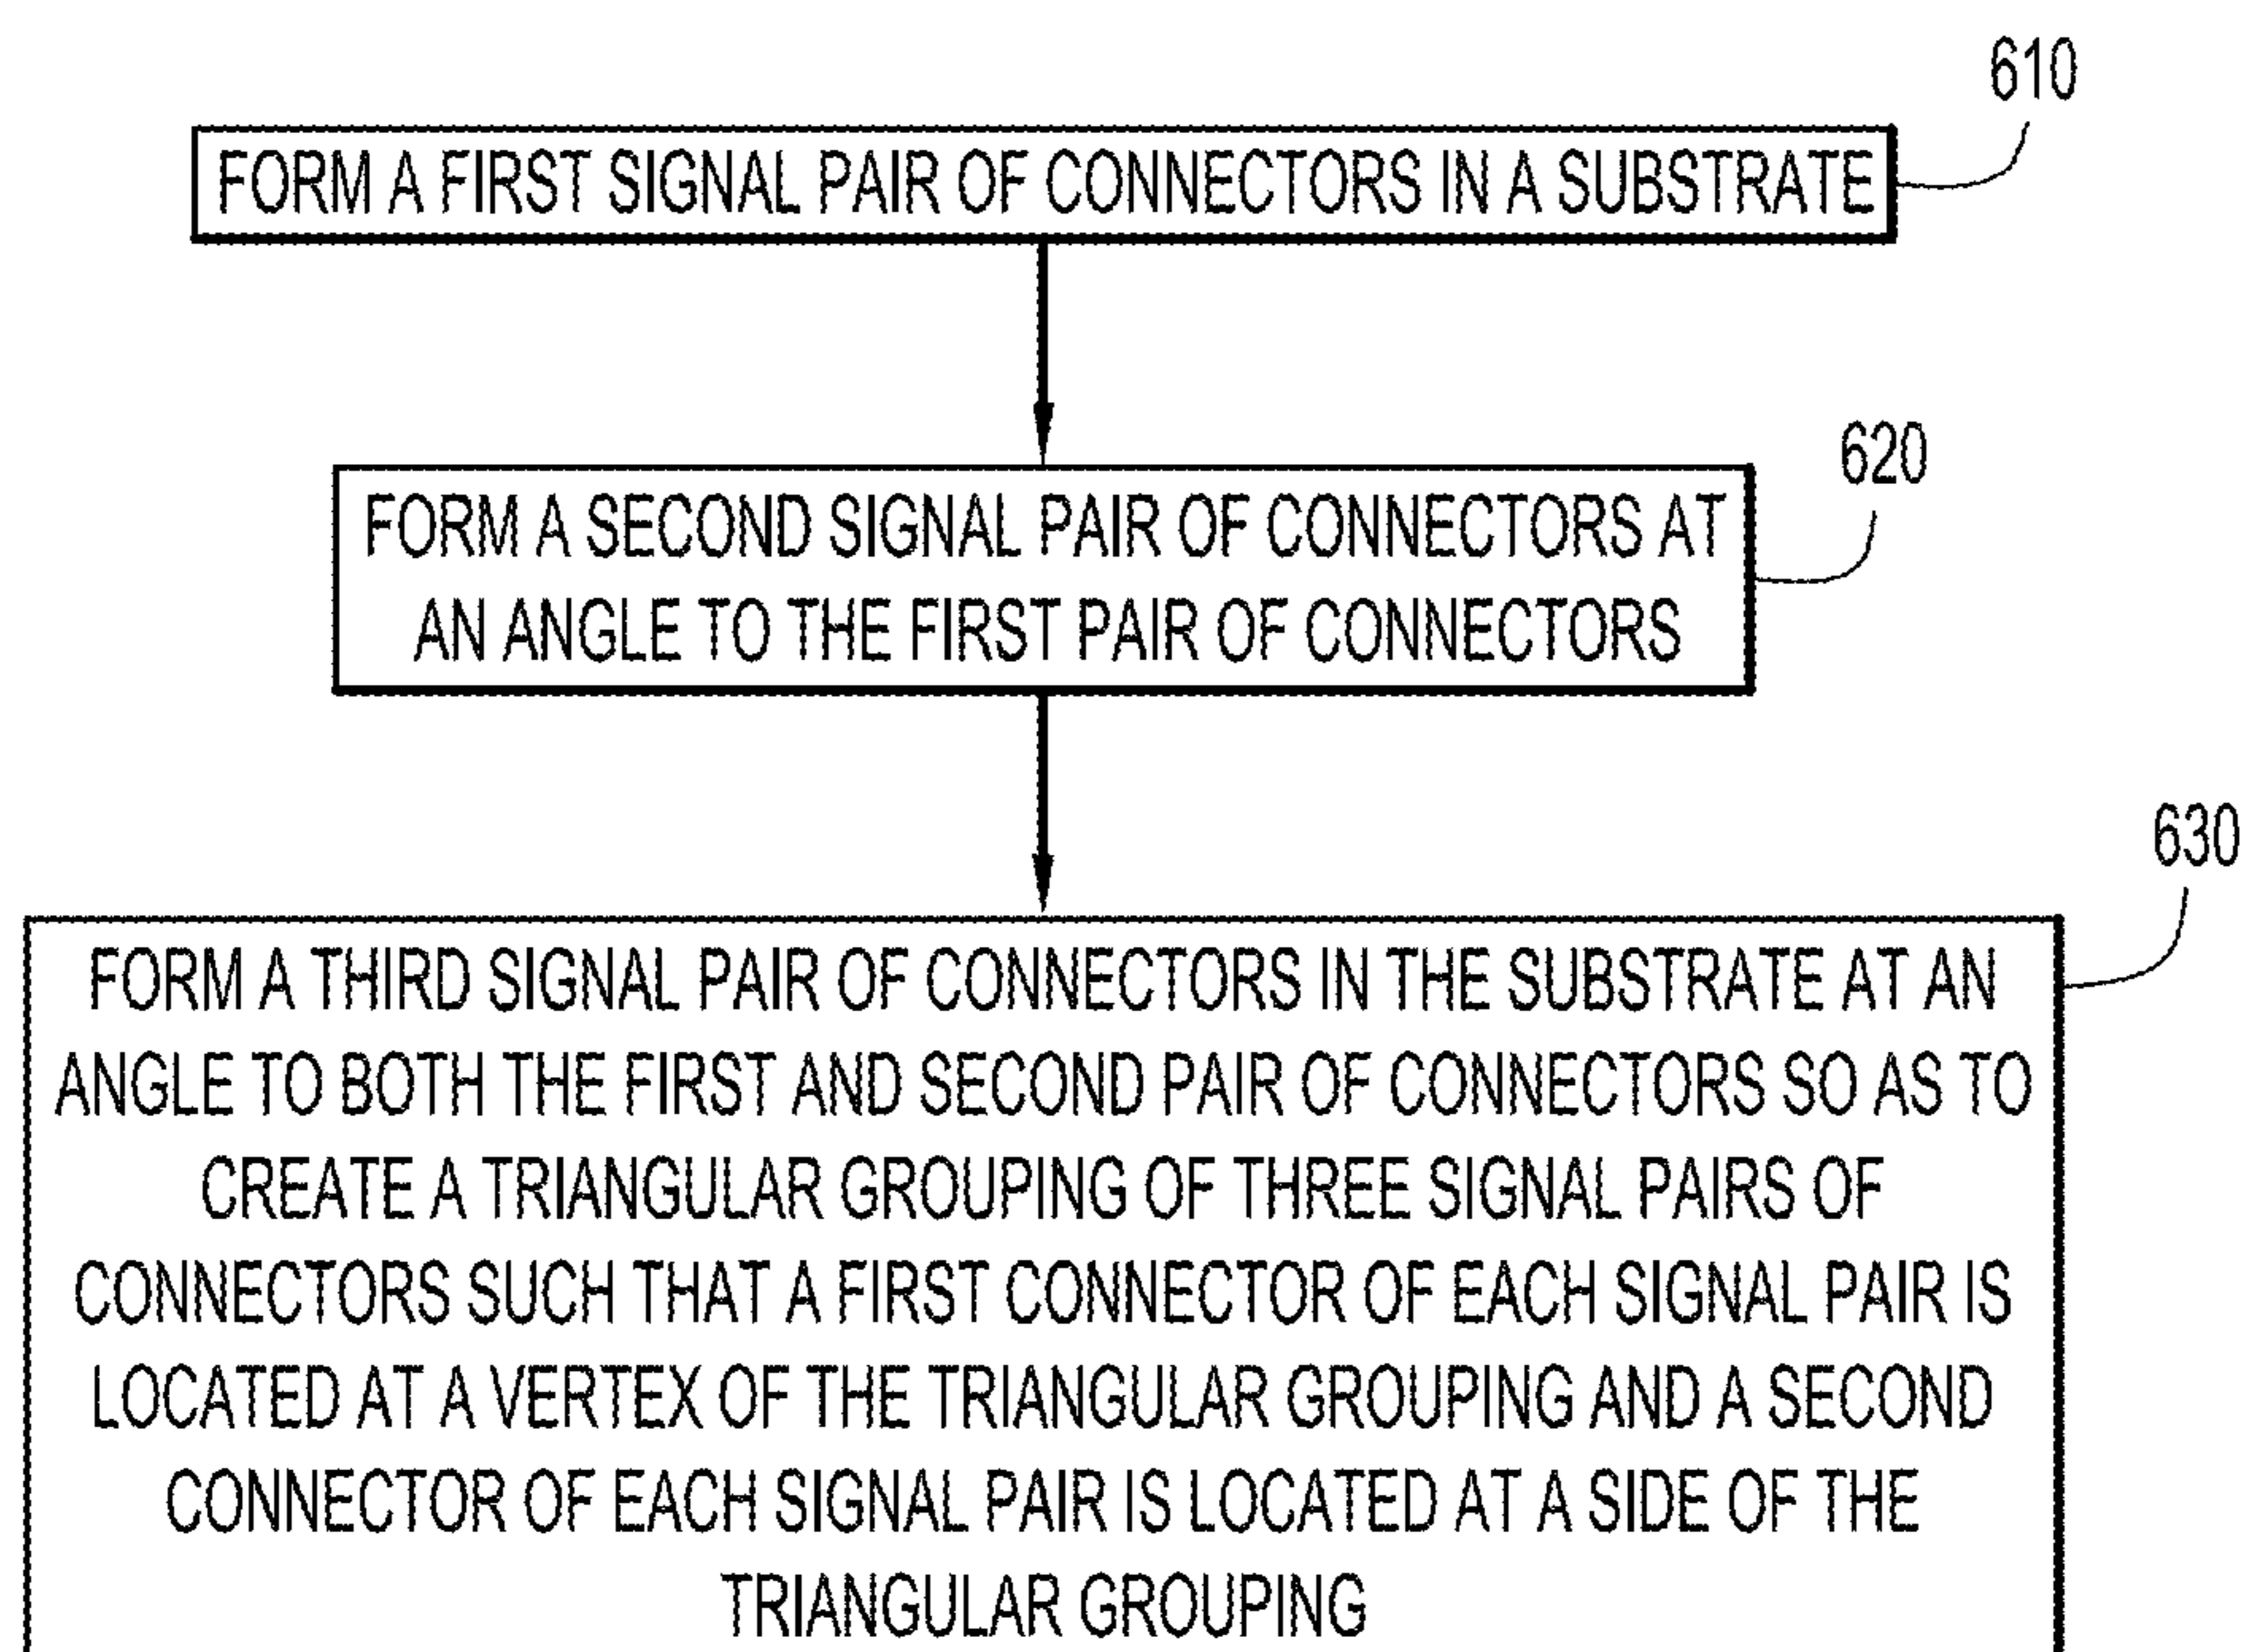 610
FORM A FIRST SIGNAL PAIR OF CONNECTORS IN A SUBSTRATE
620
FORM A SECOND SIGNAL PAIR OF CONNECTORS AT
AN ANGLE TO THE FIRST PAIR OF CONNECTORS
630
FORM A THIRD SIGNAL PAIR OF CONNECTORS IN THE SUBSTRATE AT AN
ANGLE TO BOTH THE FIRST AND SECOND PAIR OF CONNECTORS SO AS TO
CREATE A TRIANGULAR GROUPING OF THREE SIGNAL PAIRS OF
CONNECTORS SUCH THAT A FIRST CONNECTOR OF EACH SIGNAL PAIR IS
LOCATED AT A VERTEX OF THE TRIANGULAR GROUPING AND A SECOND
CONNECTOR OF EACH SIGNAL PAIR IS LOCATED AT A SIDE OF THE
TRIANGULAR GROUPING